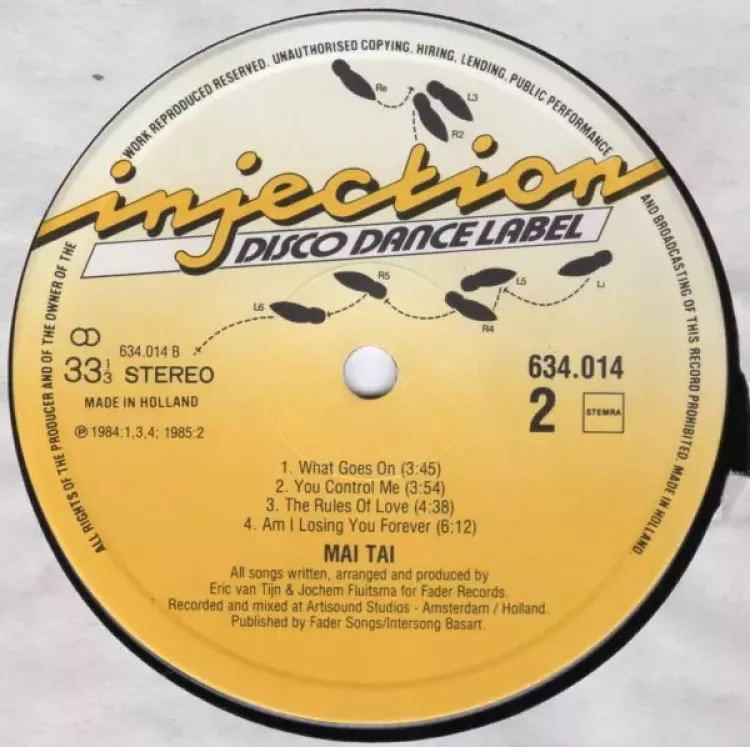 ALL RIGHTS OF THE PRODUCER AND OF THE OWNER OF THE WORK REPRODUCED RESERVED. UNAUTHORISED COPYING, HIRING, LENDING, PUBLIC PERFORMANCE AND BROADCASTING OF THIS RECORD PROHIBITED. MADE IN HOLLAND.
Re
L3
R2
injection
DISCO DANCE LABEL
L6
R5
R4
L5
Li
634.014 B
33 1/3 STEREO
MADE IN HOLLAND
℗ 1984:1,3,4; 1985:2
634.014
2
STEMRA
1. What Goes On (3:45)
2. You Control Me (3:54)
3. The Rules Of Love (4:38)
4. Am I Losing You Forever (6:12)
MAI TAI
All songs written, arranged and produced by
Eric van Tijn & Jochem Fluitsma for Fader Records.
Recorded and mixed at Artisound Studios - Amsterdam / Holland.
Published by Fader Songs/Intersong Basart.